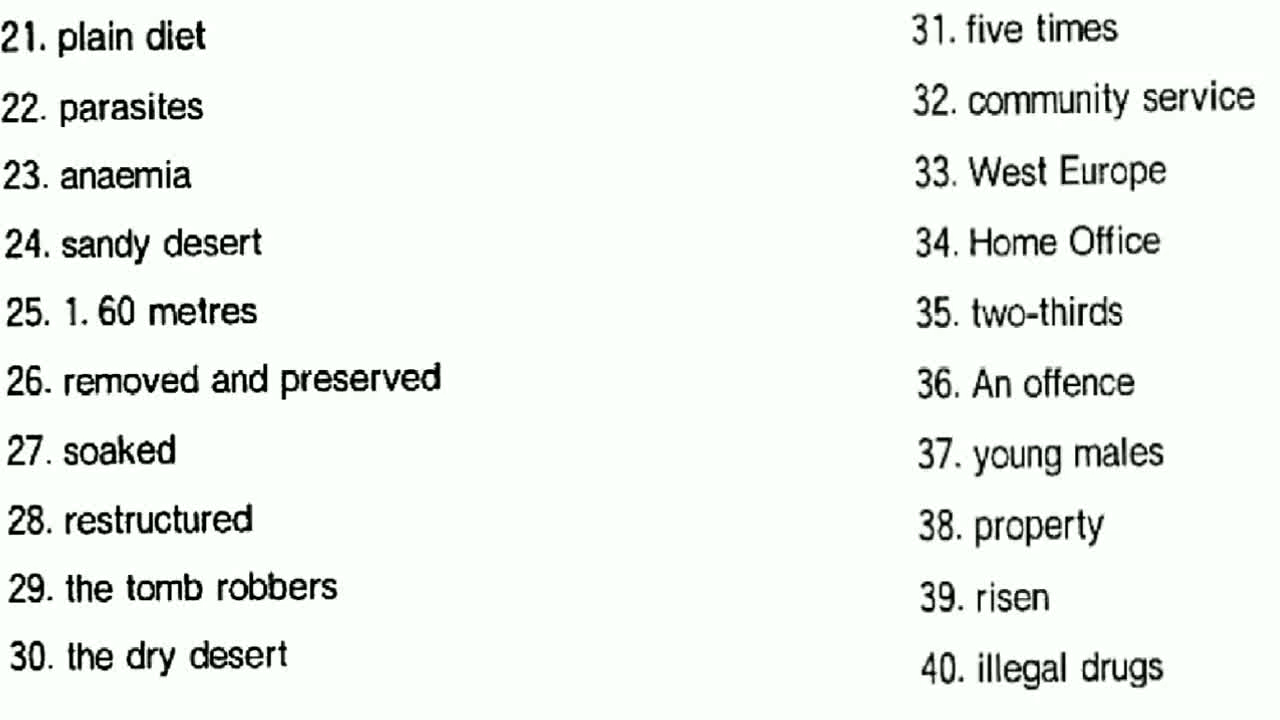 21. plain diet
22. parasites
23. anaemia
24. sandy desert
25. 1. 60 metres
26. removed and preserved
27. soaked
28. restructured
29. the tomb robbers
30. the dry desert
31. five times
32. community service
33. West Europe
34. Home Office
35. two-thirds
36. An offence
37. young males
38. property
39. risen
40. illegal drugs